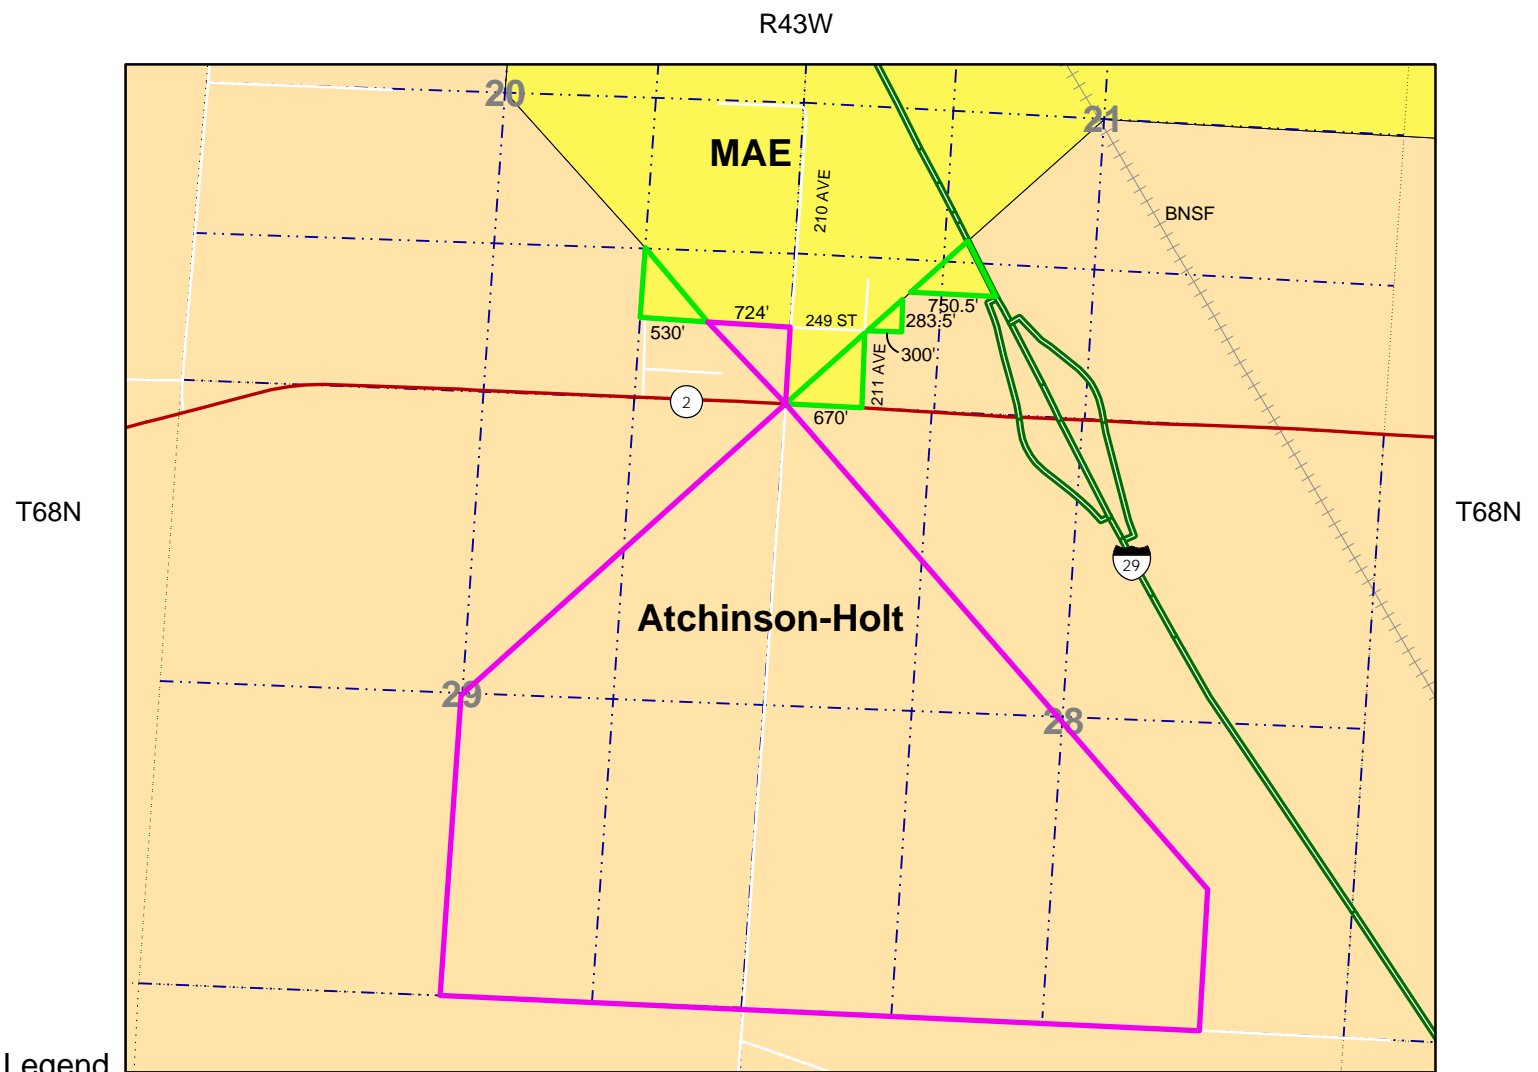 R43W
20
21
MAE
210 AVE
BNSF
724'
249 ST
750.5'
283.5'
530'
300'
211 AVE
2
670'
T68N
T68N
29
Atchinson-Holt
29
28
Legend